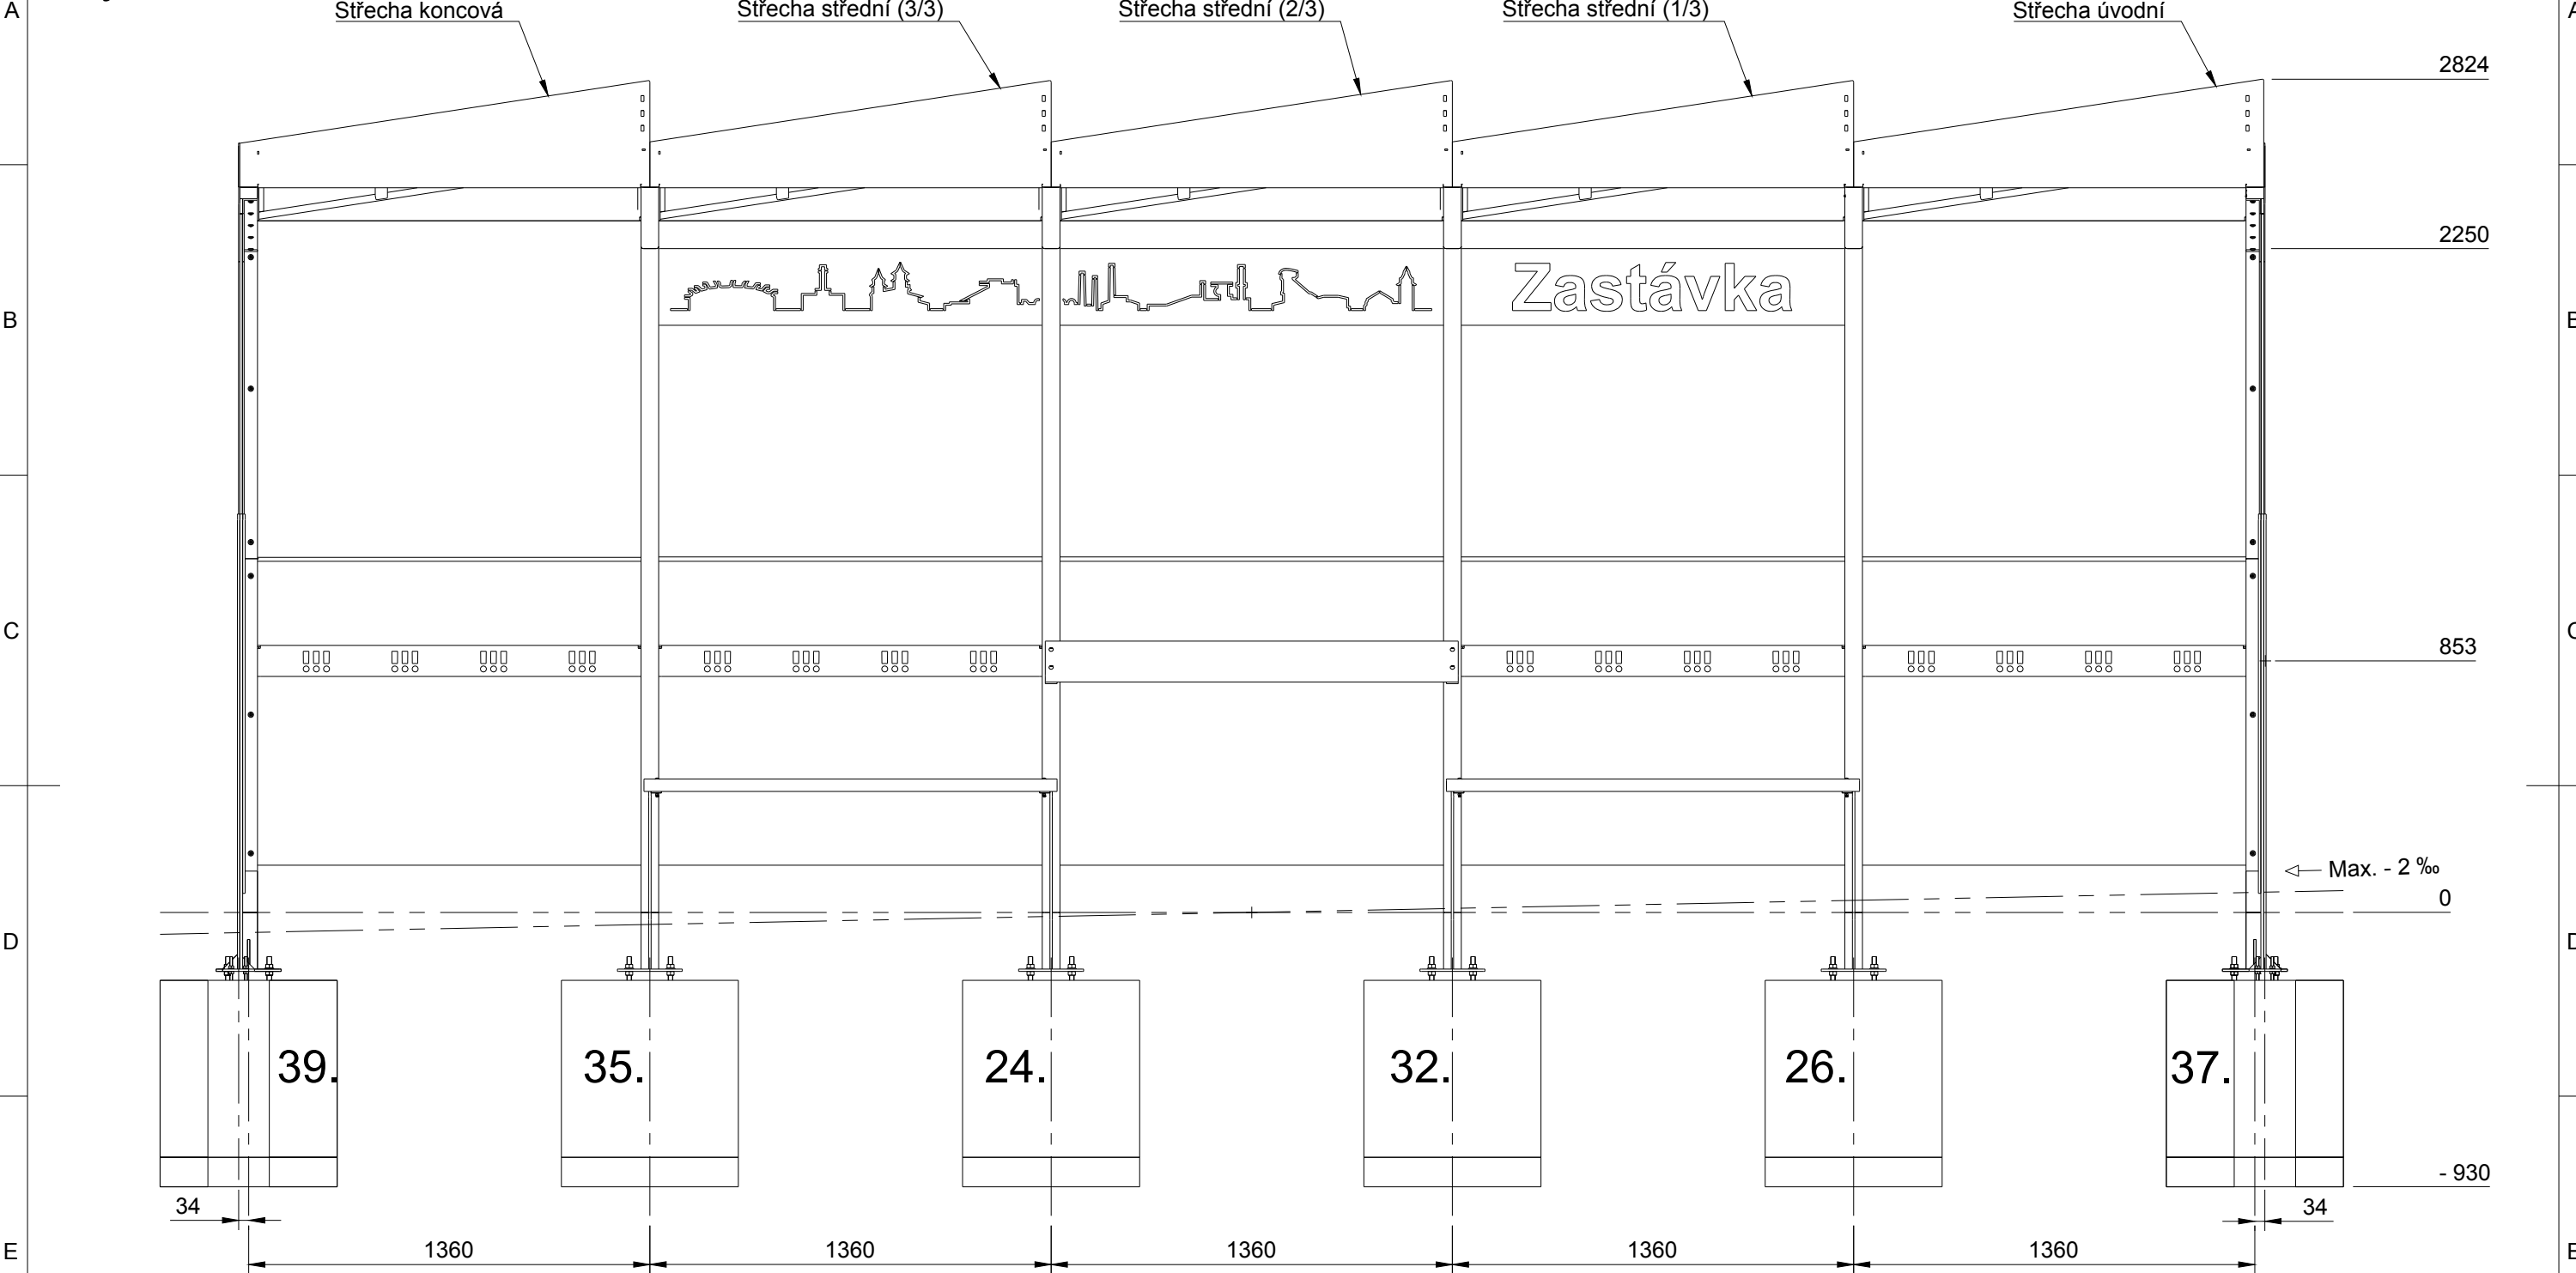 A
A
Střecha koncová
Střecha střední (3/3)
Střecha střední (2/3)
Střecha střední (1/3)
Střecha úvodní
2824
2250
Zastávka
B
C
853
Max. - 2 ‰
0
D
39.
35.
24.
32.
26.
37.
- 930
34
34
E
1360
1360
1360
1360
1360